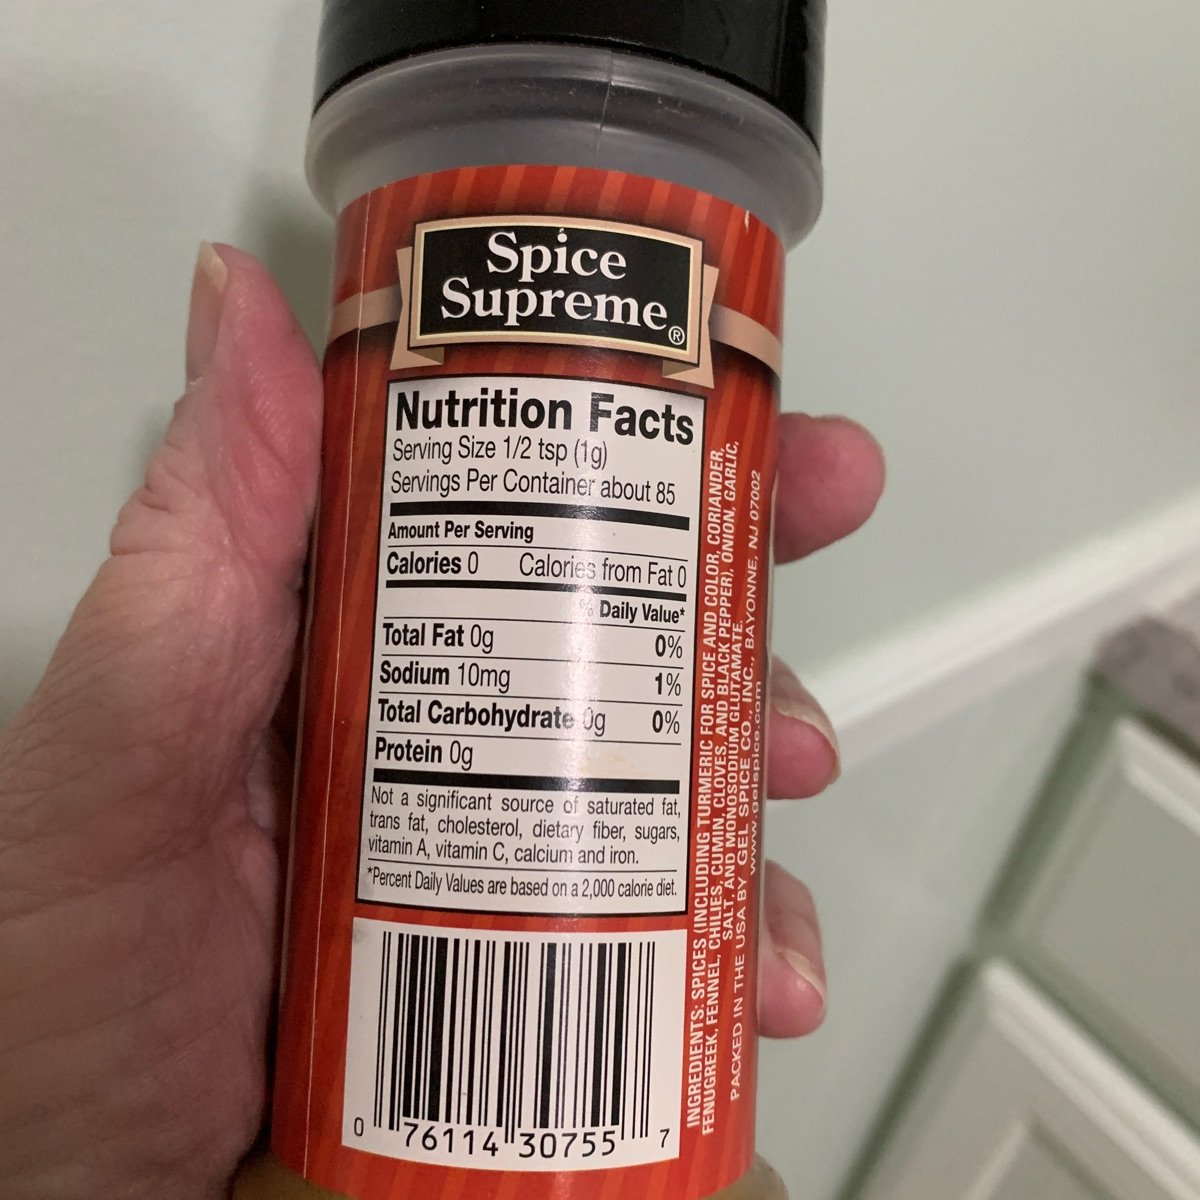 Spice
Supreme®
Nutrition Facts
Serving Size 1/2 tsp (1g)
Servings Per Container about 85
Amount Per Serving
Calories 0 Calories from Fat 0
% Daily Value*
Total Fat 0g 0%
Sodium 10mg 1%
Total Carbohydrate 0g 0%
Protein 0g
Not a significant source of saturated fat,
trans fat, cholesterol, dietary fiber, sugars,
vitamin A, vitamin C, calcium and iron.
*Percent Daily Values are based on a 2,000 calorie diet.
0 76114 30755 7
INGREDIENTS: SPICES (INCLUDING TURMERIC FOR SPICE AND COLOR, CORIANDER,
FENUGREEK, FENNEL, CHILIES, CUMIN, CLOVES, AND BLACK PEPPER), ONION, GARLIC,
SALT, AND MONOSODIUM GLUTAMATE.
PACKED IN THE USA BY GEL SPICE CO., INC., BAYONNE, NJ 07002
www.gelspice.com